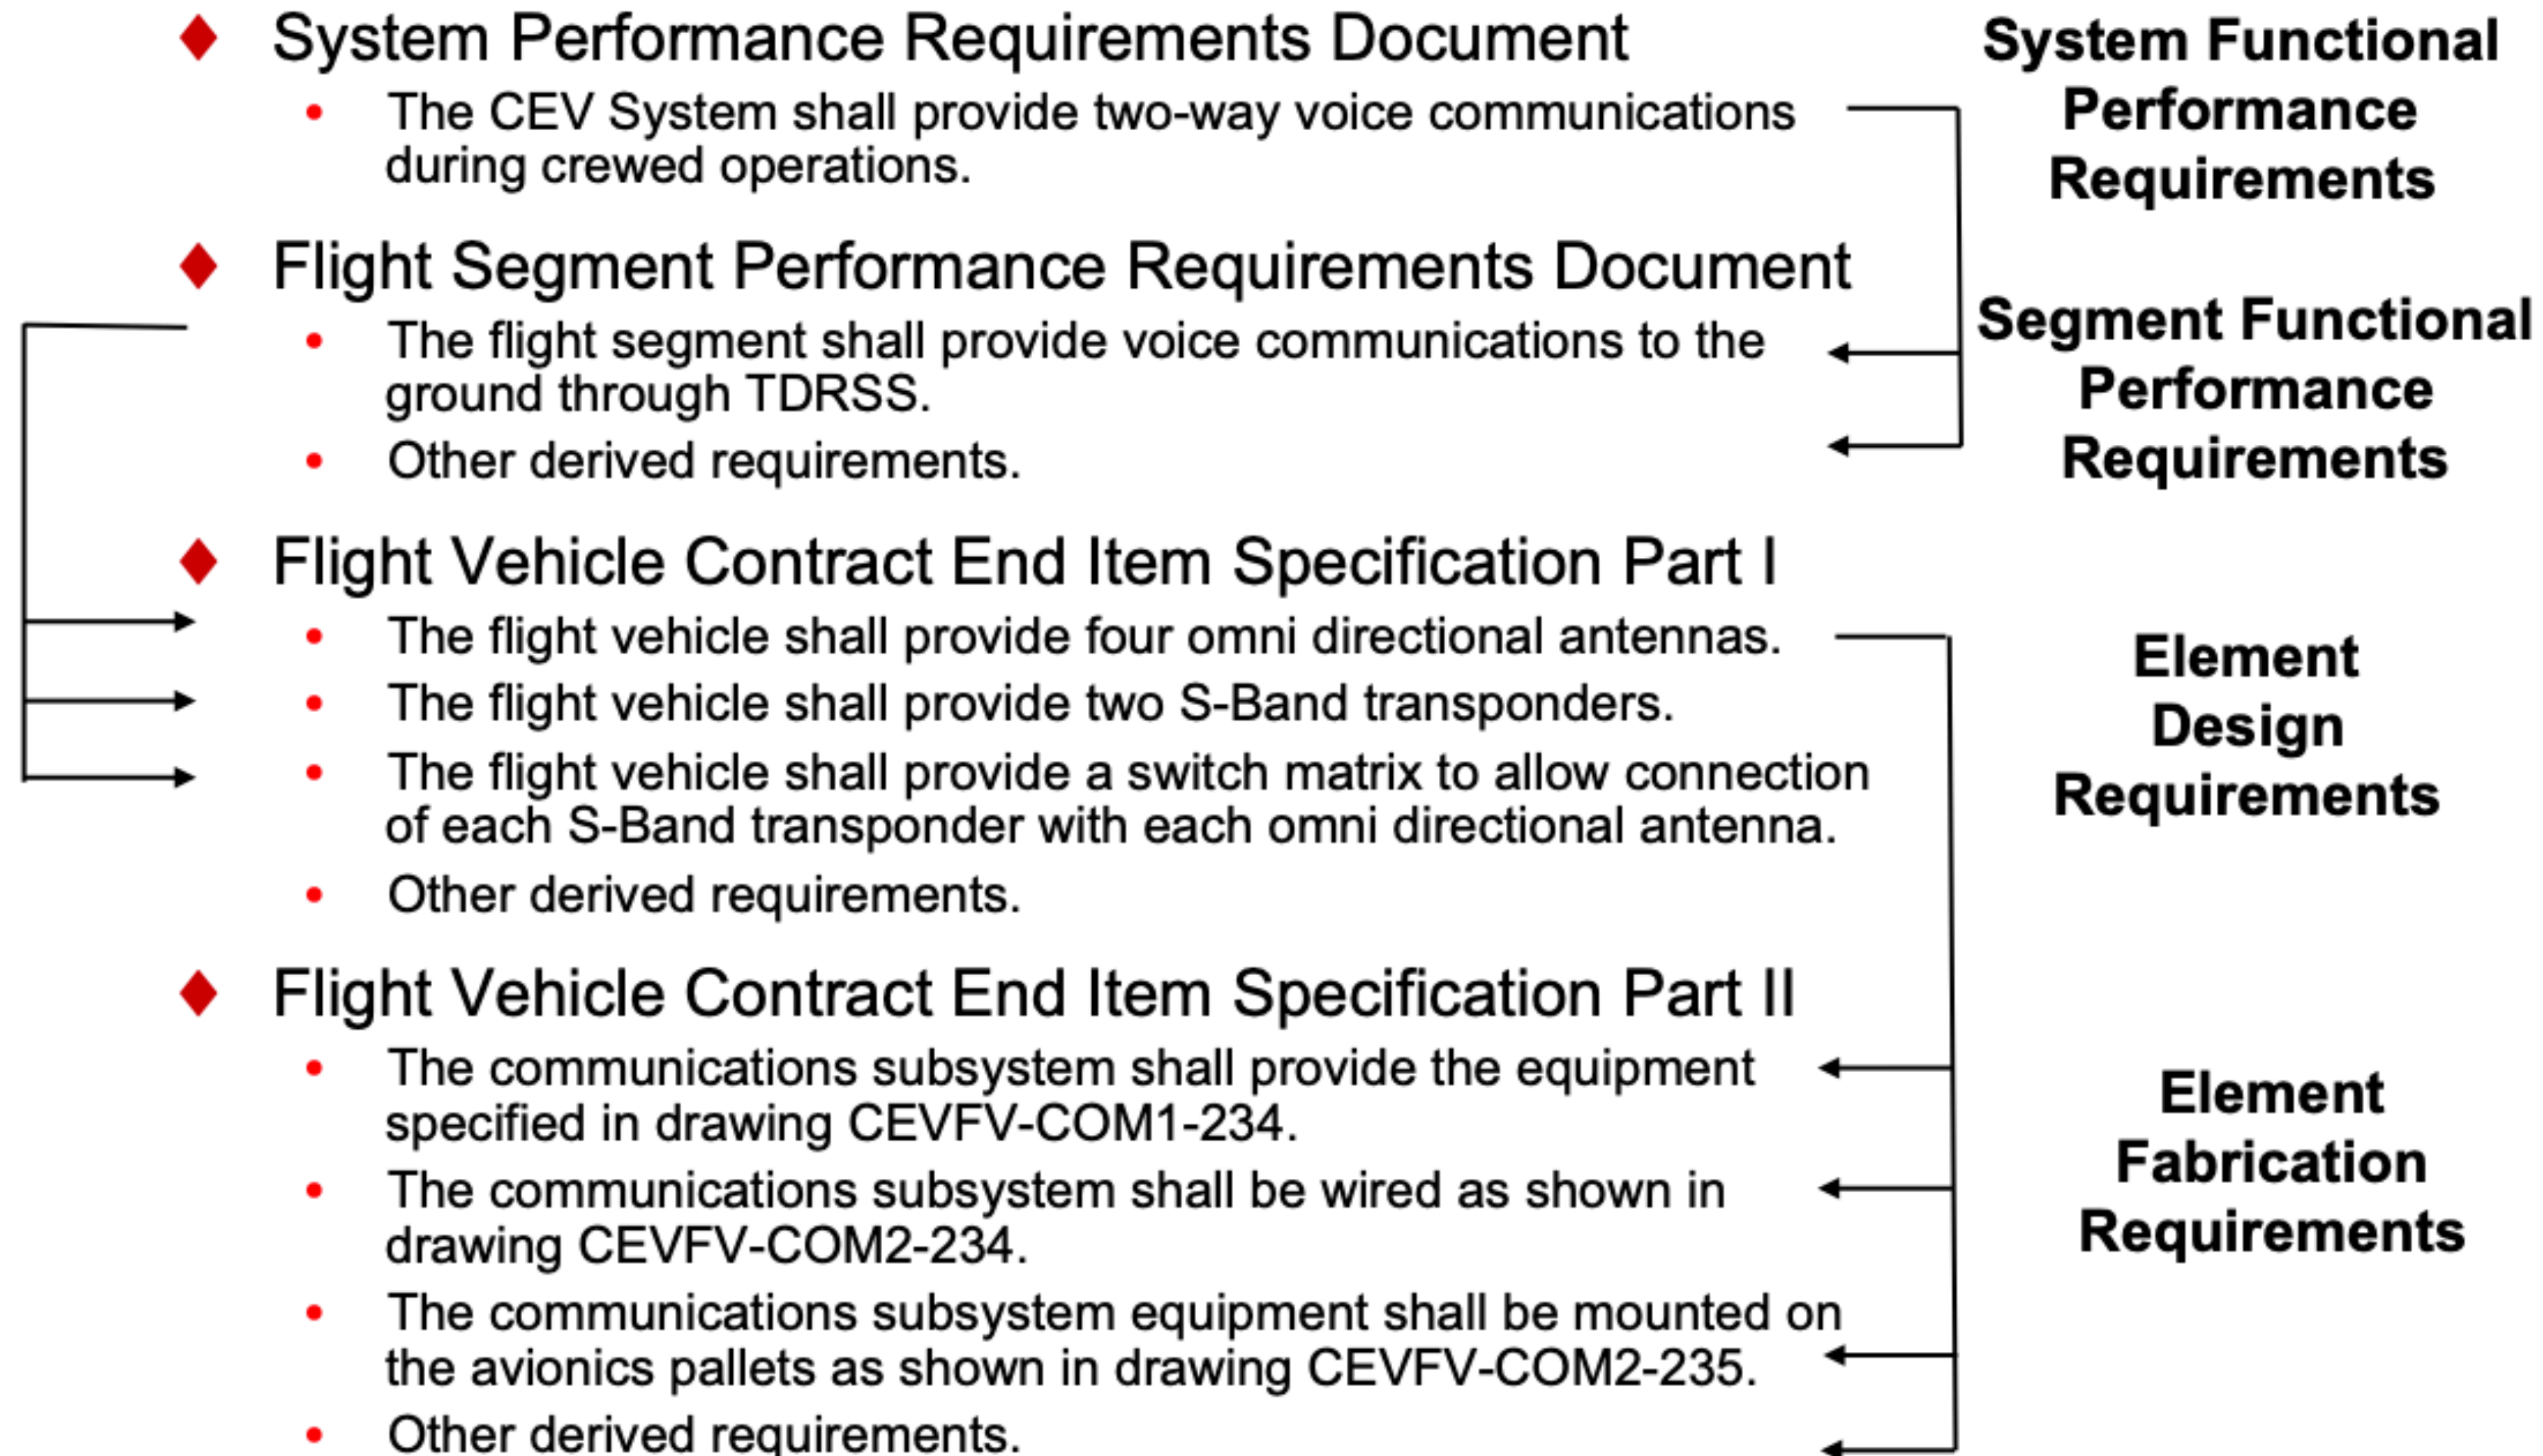 System Performance Requirements Document
The CEV System shall provide two-way voice communications
during crewed operations.
System Functional
Performance
Requirements
Flight Segment Performance Requirements Document
The flight segment shall provide voice communications to the
ground through TDRSS.
Other derived requirements.
Segment Functional
Performance
Requirements
Flight Vehicle Contract End Item Specification Part I
The flight vehicle shall provide four omni directional antennas.
The flight vehicle shall provide two S-Band transponders.
The flight vehicle shall provide a switch matrix to allow connection
of each S-Band transponder with each omni directional antenna.
Other derived requirements.
Element
Design
Requirements
Flight Vehicle Contract End Item Specification Part II
The communications subsystem shall provide the equipment
specified in drawing CEVFV-COM1-234.
The communications subsystem shall be wired as shown in
drawing CEVFV-COM2-234.
The communications subsystem equipment shall be mounted on
the avionics pallets as shown in drawing CEVFV-COM2-235.
Other derived requirements.
Element
Fabrication
Requirements